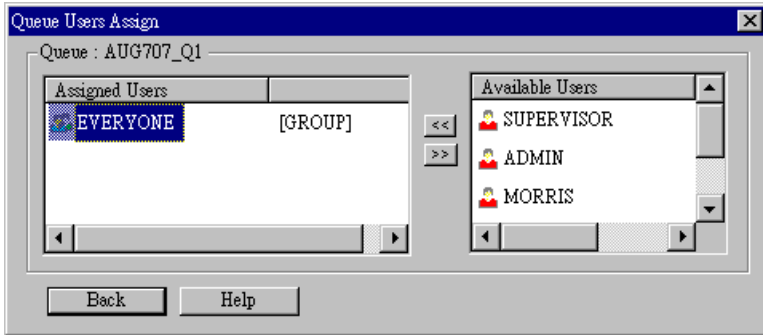 Queue Users Assign
Queue : AUG707_Q1
Assigned Users
EVERYONE [GROUP]
<<
>>
Available Users
SUPERVISOR
ADMIN
MORRIS
Back Help